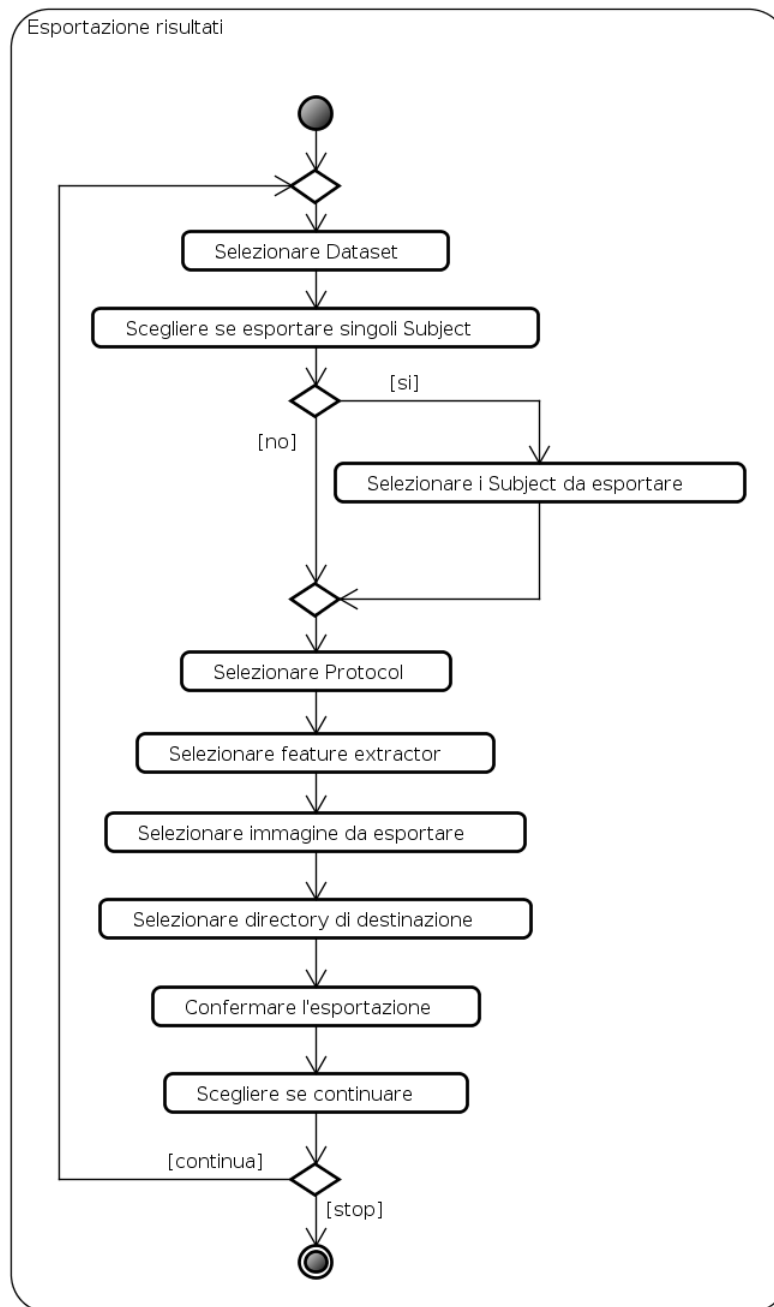 Esportazione risultati
Selezionare Dataset
Scegliere se esportare singoli Subject
[si]
[no]
Selezionare i Subject da esportare
Selezionare Protocol
Selezionare feature extractor
Selezionare immagine da esportare
Selezionare directory di destinazione
Confermare l'esportazione
Scegliere se continuare
[continua]
[stop]